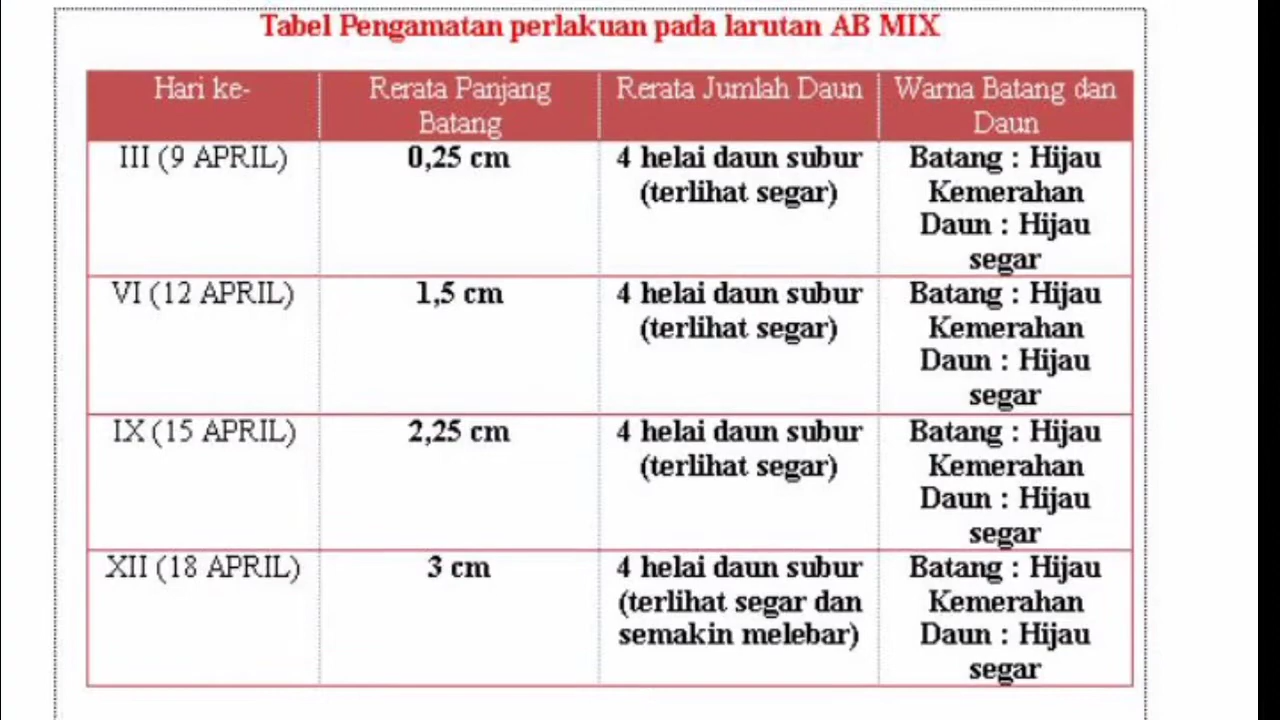 Tabel Pengamatan perlakuan pada larutan AB MIX
Hari ke-
Rerata Panjang
Batang
Rerata Jumlah Daun
Warna Batang dan
Daun
III (9 APRIL)
0,25 cm
4 helai daun subur
(terlihat segar)
Batang : Hijau
Kemerahan
Daun : Hijau
segar
VI (12 APRIL)
1,5 cm
4 helai daun subur
(terlihat segar)
Batang : Hijau
Kemerahan
Daun : Hijau
segar
IX (15 APRIL)
2,25 cm
4 helai daun subur
(terlihat segar)
Batang : Hijau
Kemerahan
Daun : Hijau
segar
XII (18 APRIL)
3 cm
4 helai daun subur
(terlihat segar dan
semakin melebar)
Batang : Hijau
Kemerahan
Daun : Hijau
segar